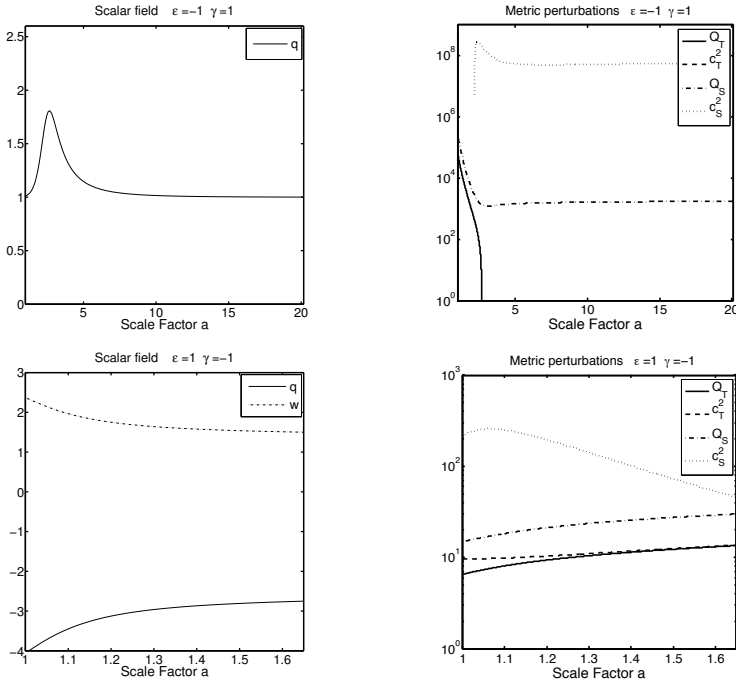 Scalar field ε=−1 γ=1
2.5
2
1.5
1
0.5
0
5
10
15
20
Scale Factor a
q
Metric perturbations ε=−1 γ=1
10^8
10^6
10^4
10^2
10^0
5
10
15
20
Scale Factor a
Q_T
c_T^2
Q_S
c_S^2
Scalar field ε=1 γ=−1
4
3
2
1
0
−1
−2
−3
−4
1
1.1
1.2
1.3
1.4
1.5
1.6
Scale Factor a
q
w
Metric perturbations ε=1 γ=−1
10^3
10^2
10^1
10^0
1
1.1
1.2
1.3
1.4
1.5
1.6
Scale Factor a
Q_T
c_T^2
Q_S
c_S^2